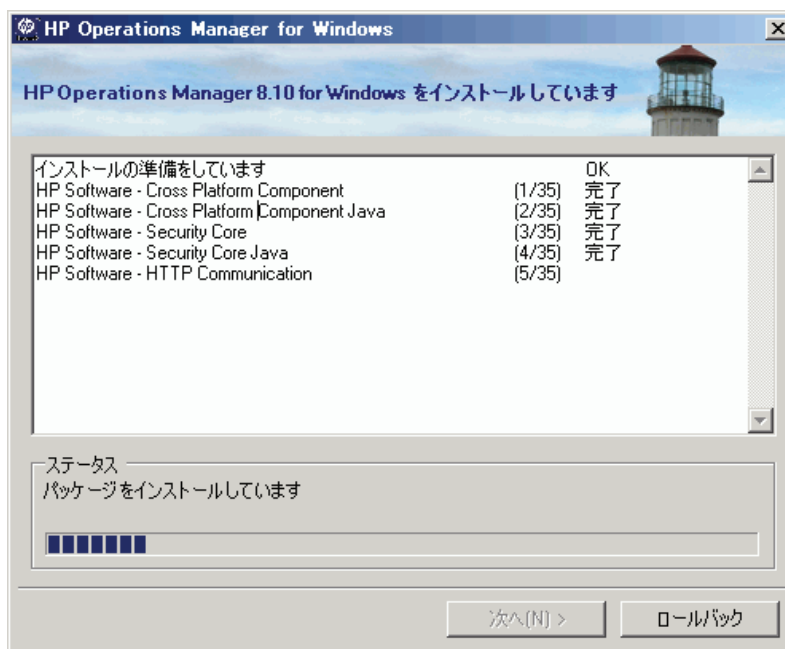 HP Operations Manager for Windows
HP Operations Manager 8.10 for Windows をインストールしています
インストールの準備をしています OK
HP Software - Cross Platform Component (1/35) 完了
HP Software - Cross Platform Component Java (2/35) 完了
HP Software - Security Core (3/35) 完了
HP Software - Security Core Java (4/35) 完了
HP Software - HTTP Communication (5/35)
ステータス
パッケージをインストールしています
次へ(N) >
ロールバック